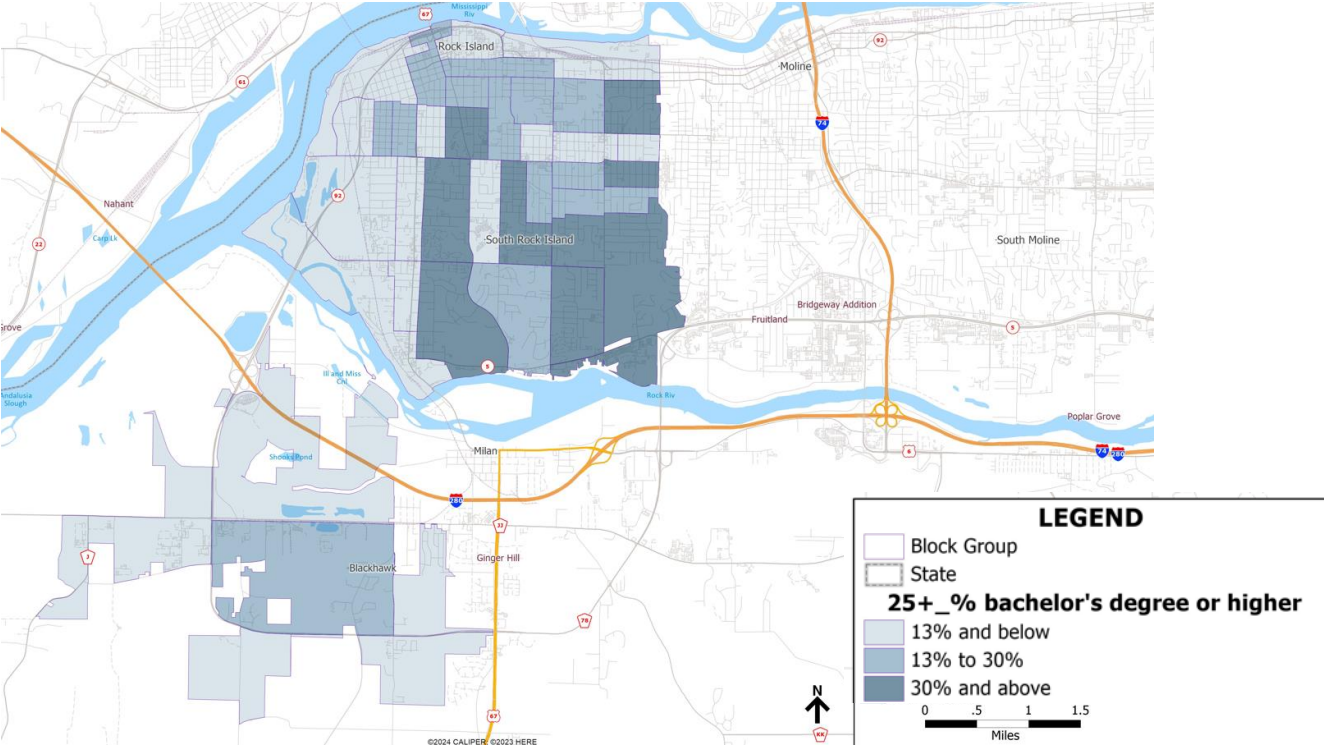 Mississippi
Riv
67
92
Rock Island
61
Moline
74
Nahant
92
22
Carp Lk
South Rock Island
South Moline
Bridgeway Addition
Fruitland
5
rove
5
Ill and Miss
Cnl
Andalusia
Slough
Rock Riv
Poplar Grove
Milan
6
74
280
Shooks Pond
280
JJ
J
Ginger Hill
Blackhawk
78
67
KK
N
©2024 CALIPER; ©2023 HERE
LEGEND
Block Group
State
25+_% bachelor's degree or higher
13% and below
13% to 30%
30% and above
0 .5 1 1.5
Miles